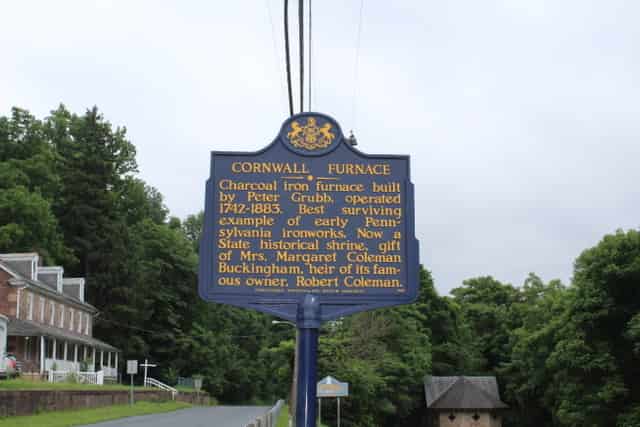 CORNWALL FURNACE
Charcoal iron furnace built
by Peter Grubb, operated
1742-1883. Best surviving
example of early Penn-
sylvania ironworks. Now a
State historical shrine, gift
of Mrs. Margaret Coleman
Buckingham, heir of its fam-
ous owner, Robert Coleman.